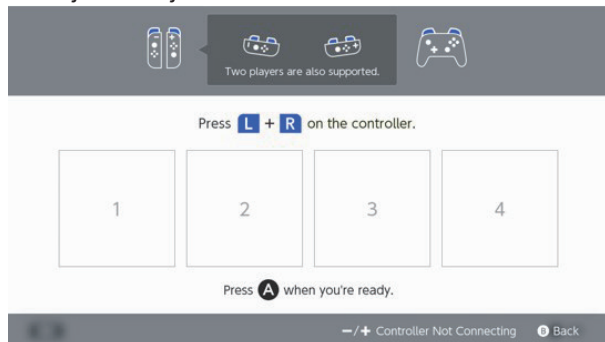 Two players are also supported.
Press L + R on the controller.
1 2 3 4
Press A when you're ready.
−/+ Controller Not Connecting B Back